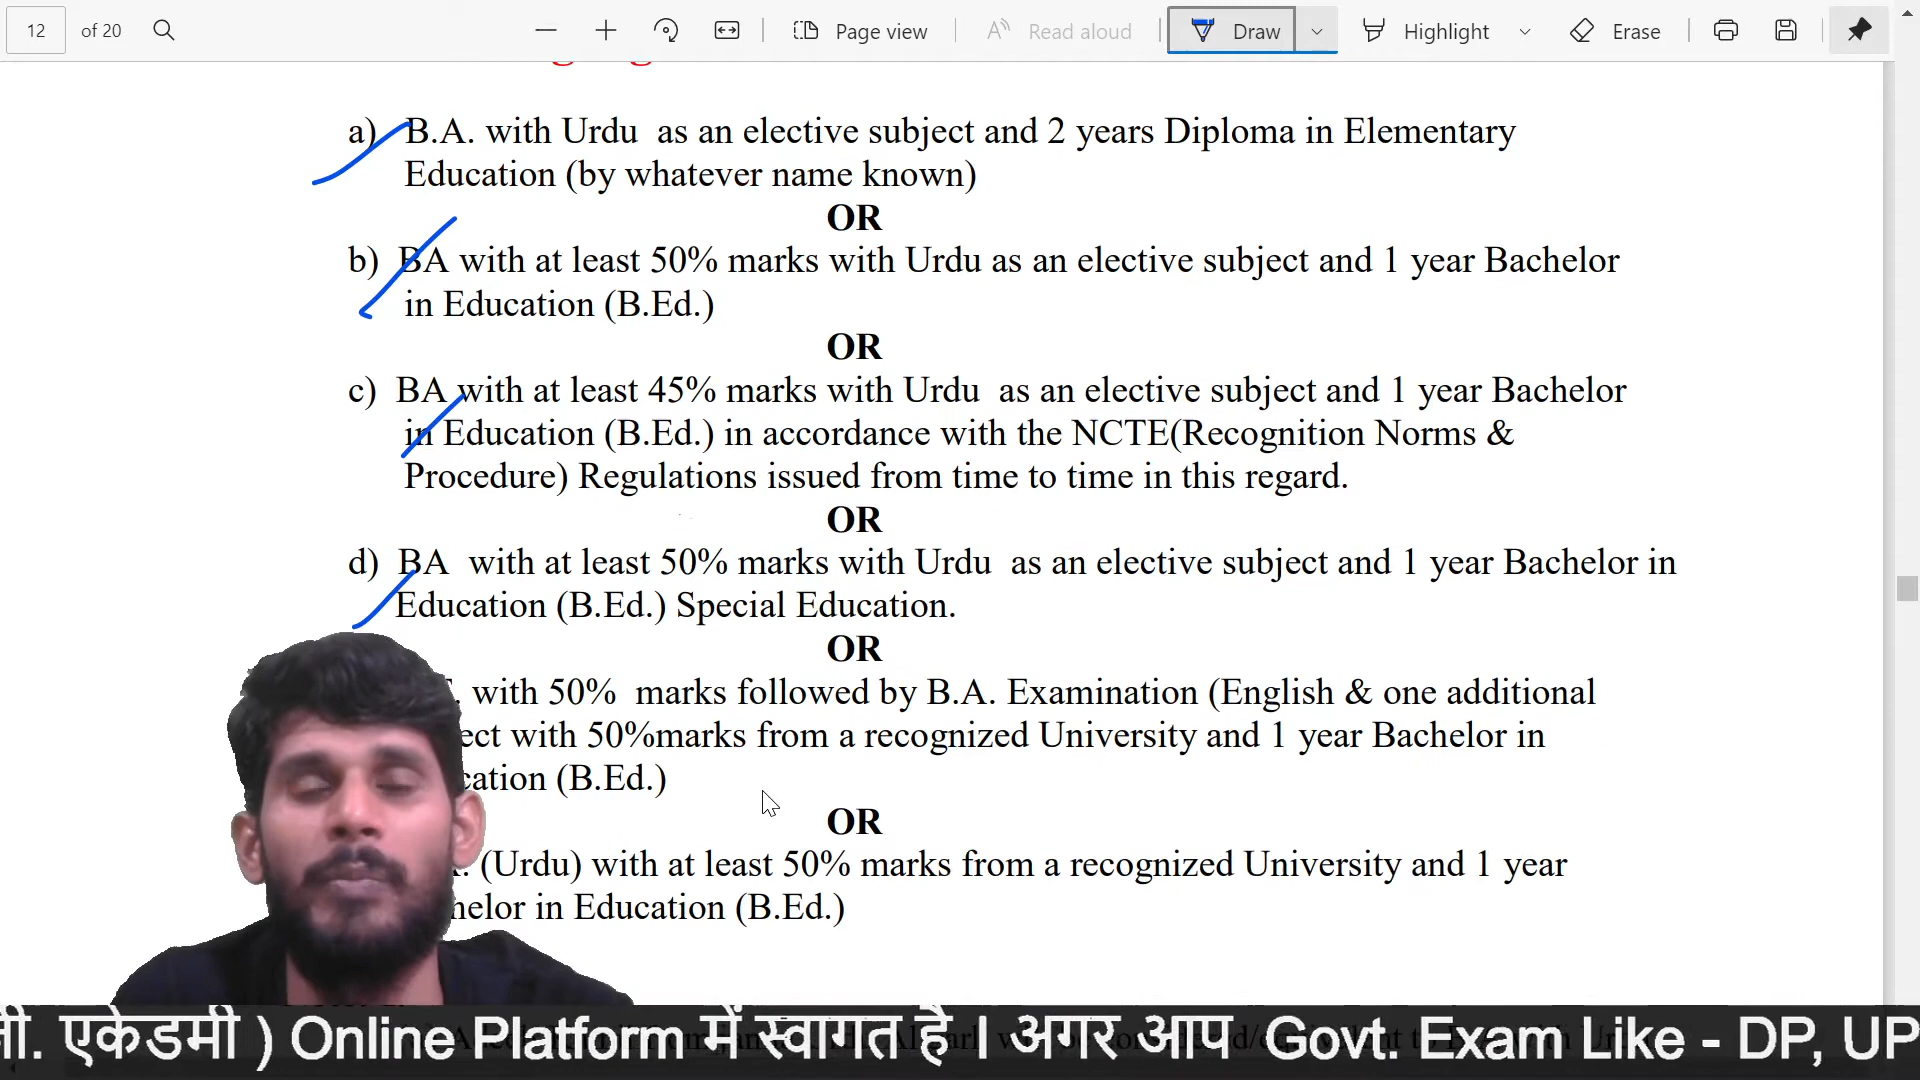 12 of 20 Page view Read aloud Draw Highlight Erase
a) B.A. with Urdu as an elective subject and 2 years Diploma in Elementary
Education (by whatever name known)
OR
b) BA with at least 50% marks with Urdu as an elective subject and 1 year Bachelor
in Education (B.Ed.)
OR
c) BA with at least 45% marks with Urdu as an elective subject and 1 year Bachelor
in Education (B.Ed.) in accordance with the NCTE(Recognition Norms &
Procedure) Regulations issued from time to time in this regard.
OR
d) BA with at least 50% marks with Urdu as an elective subject and 1 year Bachelor in
Education (B.Ed.) Special Education.
OR
with 50% marks followed by B.A. Examination (English & one additional
with 50%marks from a recognized University and 1 year Bachelor in
(B.Ed.)
OR
(Urdu) with at least 50% marks from a recognized University and 1 year
in Education (B.Ed.)
एकेडमी ) Online Platform में स्वागत है । अगर आप Govt. Exam Like - DP, UP